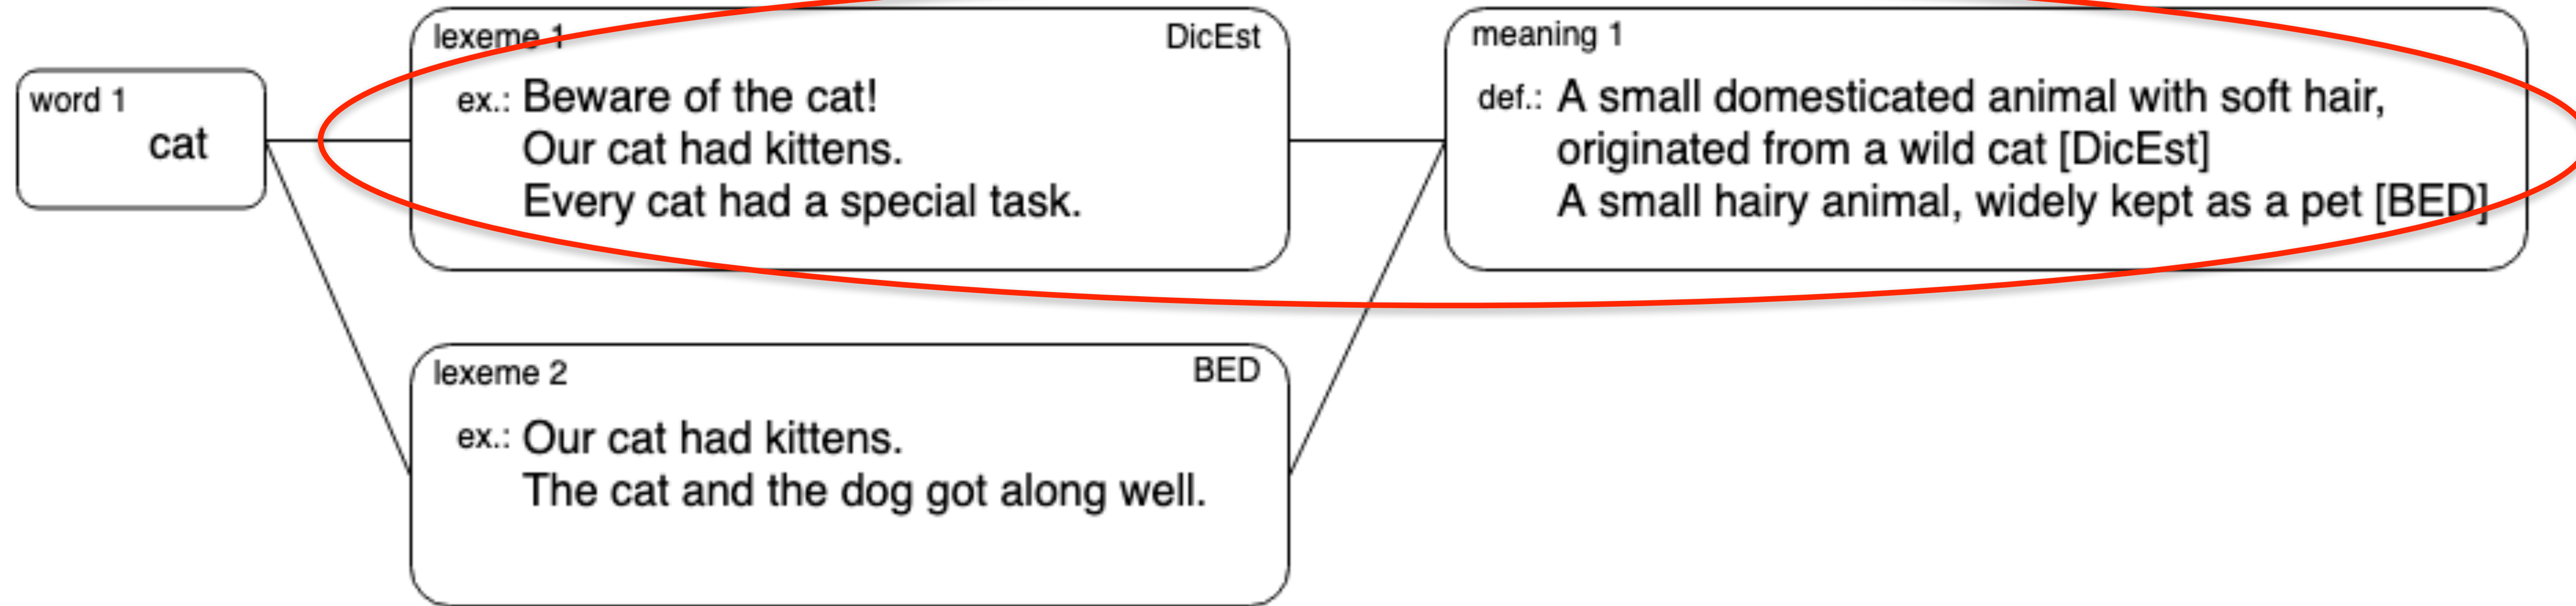 word 1
cat
lexeme 1
DicEst
ex.: Beware of the cat!
Our cat had kittens.
Every cat had a special task.
meaning 1
def.: A small domesticated animal with soft hair,
originated from a wild cat [DicEst]
A small hairy animal, widely kept as a pet [BED]
lexeme 2
BED
ex.: Our cat had kittens.
The cat and the dog got along well.